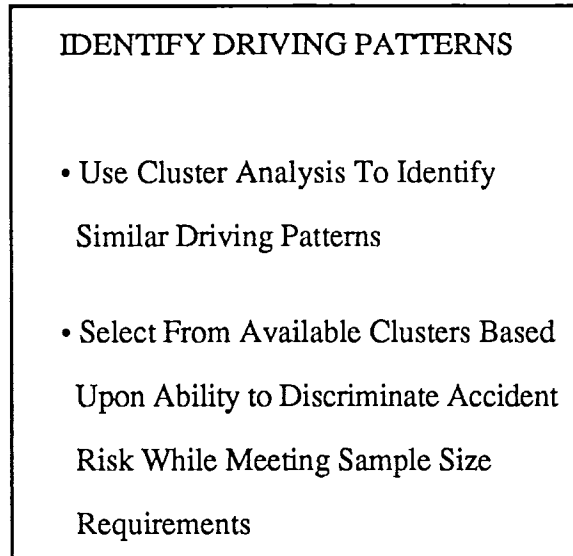 IDENTIFY DRIVING PATTERNS
• Use Cluster Analysis To Identify
Similar Driving Patterns
• Select From Available Clusters Based
Upon Ability to Discriminate Accident
Risk While Meeting Sample Size
Requirements